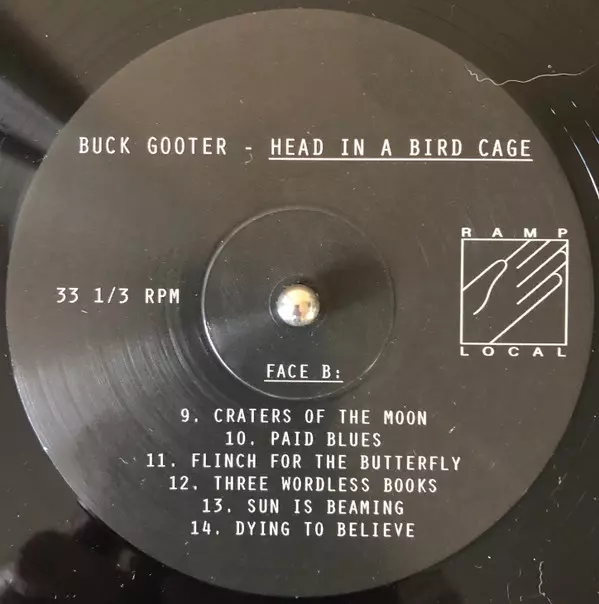 BUCK GOOTER - HEAD IN A BIRD CAGE
RAMP
LOCAL
33 1/3 RPM
FACE B:
9. CRATERS OF THE MOON
10. PAID BLUES
11. FLINCH FOR THE BUTTERFLY
12. THREE WORDLESS BOOKS
13. SUN IS BEAMING
14. DYING TO BELIEVE